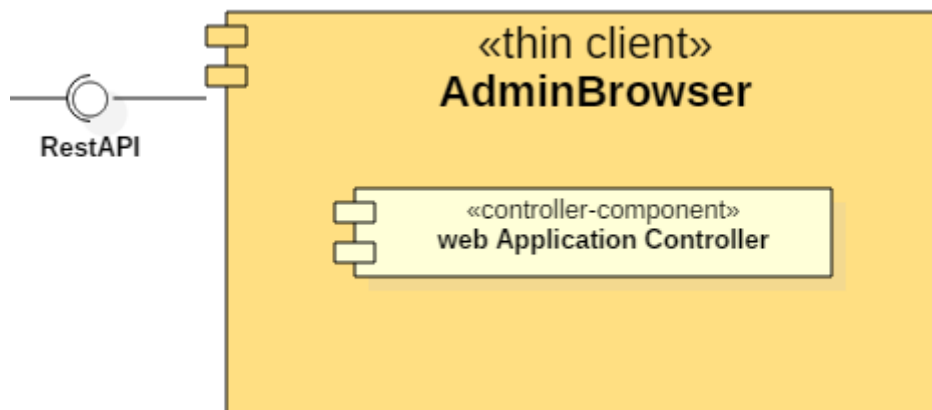 «thin client»
AdminBrowser
RestAPI
«controller-component»
web Application Controller